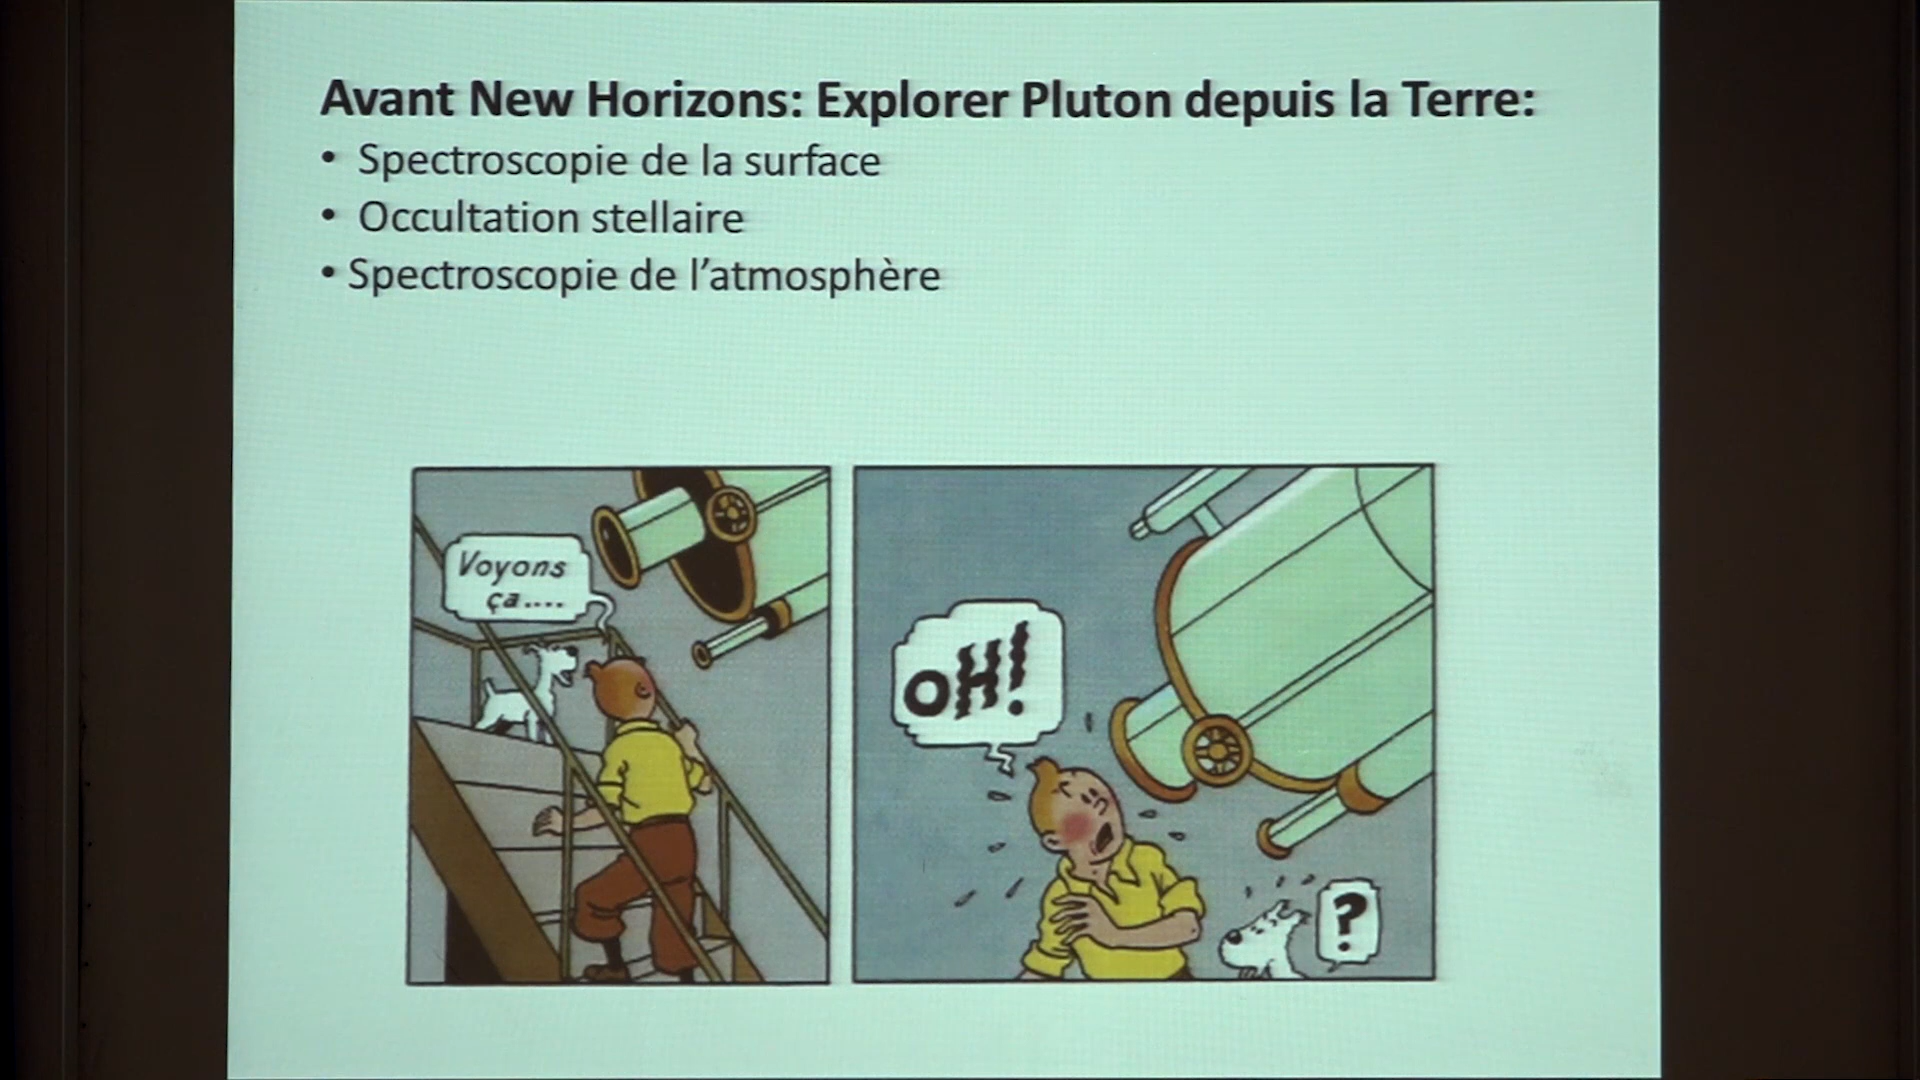 Avant New Horizons: Explorer Pluton depuis la Terre:
• Spectroscopie de la surface
• Occultation stellaire
• Spectroscopie de l’atmosphère
Voyons
ça....
OH!
?